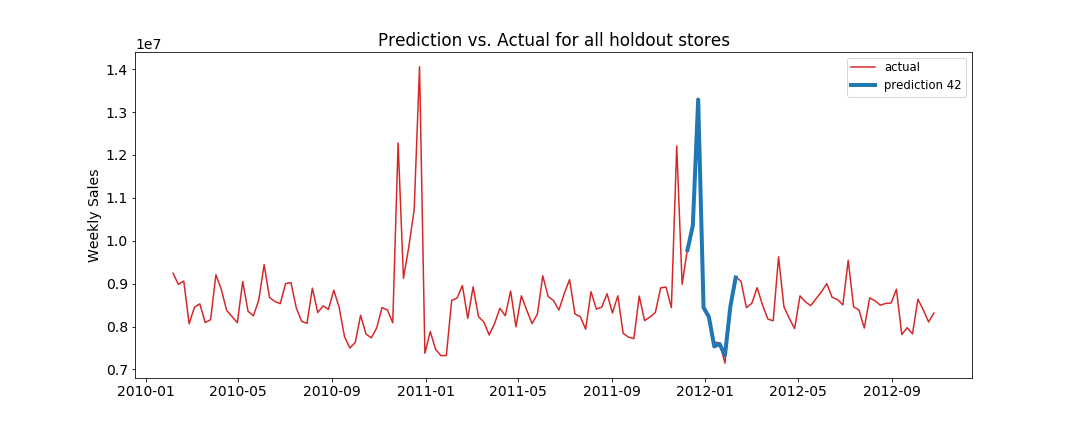 Prediction vs. Actual for all holdout stores
1e7
actual
prediction 42
Weekly Sales
1.4
1.3
1.2
1.1
1.0
0.9
0.8
0.7
2010-01 2010-05 2010-09 2011-01 2011-05 2011-09 2012-01 2012-05 2012-09